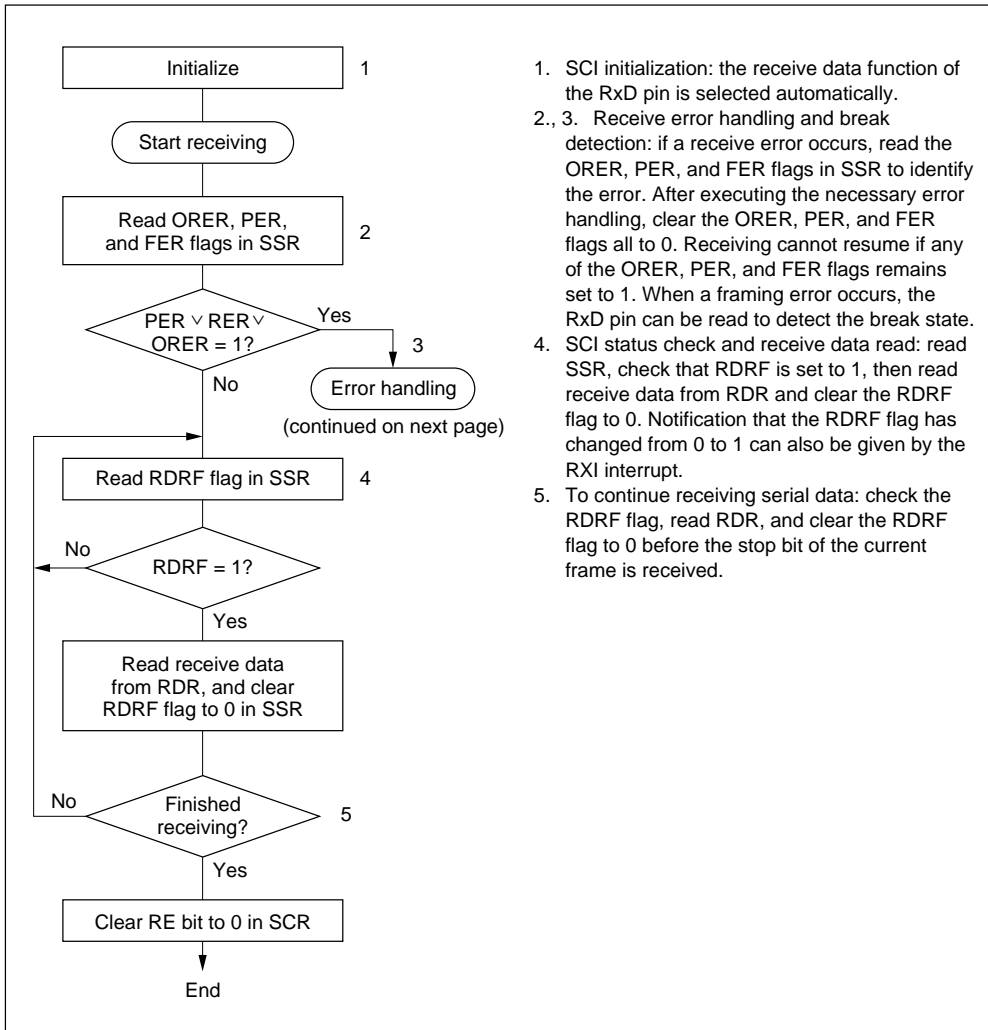 Initialize
1
Start receiving
Read ORER, PER,
and FER flags in SSR
2
PER ∨ RER ∨
ORER = 1?
Yes
3
No
Error handling
(continued on next page)
Read RDRF flag in SSR
4
No
RDRF = 1?
Yes
Read receive data
from RDR, and clear
RDRF flag to 0 in SSR
No
Finished
receiving?
5
Yes
Clear RE bit to 0 in SCR
End
1. SCI initialization: the receive data function of
the RxD pin is selected automatically.
2., 3. Receive error handling and break
detection: if a receive error occurs, read the
ORER, PER, and FER flags in SSR to identify
the error. After executing the necessary error
handling, clear the ORER, PER, and FER
flags all to 0. Receiving cannot resume if any
of the ORER, PER, and FER flags remains
set to 1. When a framing error occurs, the
RxD pin can be read to detect the break state.
4. SCI status check and receive data read: read
SSR, check that RDRF is set to 1, then read
receive data from RDR and clear the RDRF
flag to 0. Notification that the RDRF flag has
changed from 0 to 1 can also be given by the
RXI interrupt.
5. To continue receiving serial data: check the
RDRF flag, read RDR, and clear the RDRF
flag to 0 before the stop bit of the current
frame is received.